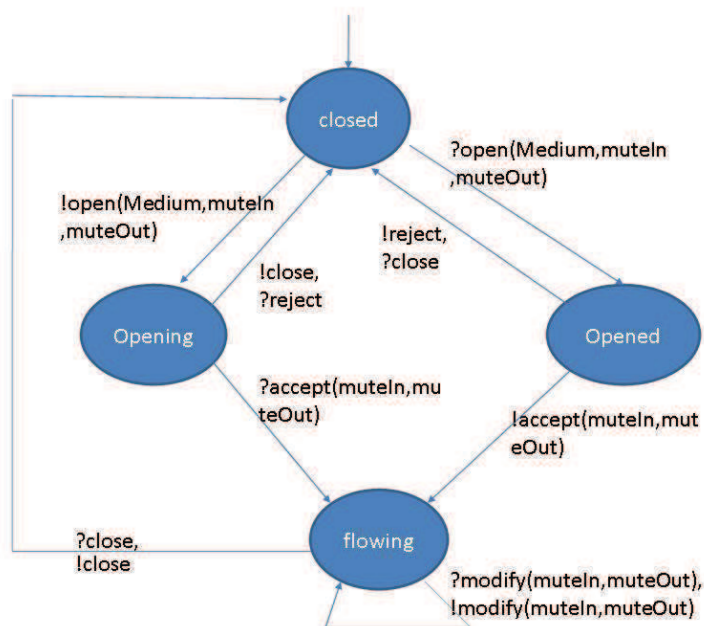 closed
?open(Medium,muteIn
,muteOut)
!open(Medium,muteIn
,muteOut)
!reject,
?close
!close,
?reject
Opening
Opened
?accept(muteIn,mu
teOut)
!accept(muteIn,mut
eOut)
flowing
?close,
!close
?modify(muteIn,muteOut),
!modify(muteIn,muteOut)